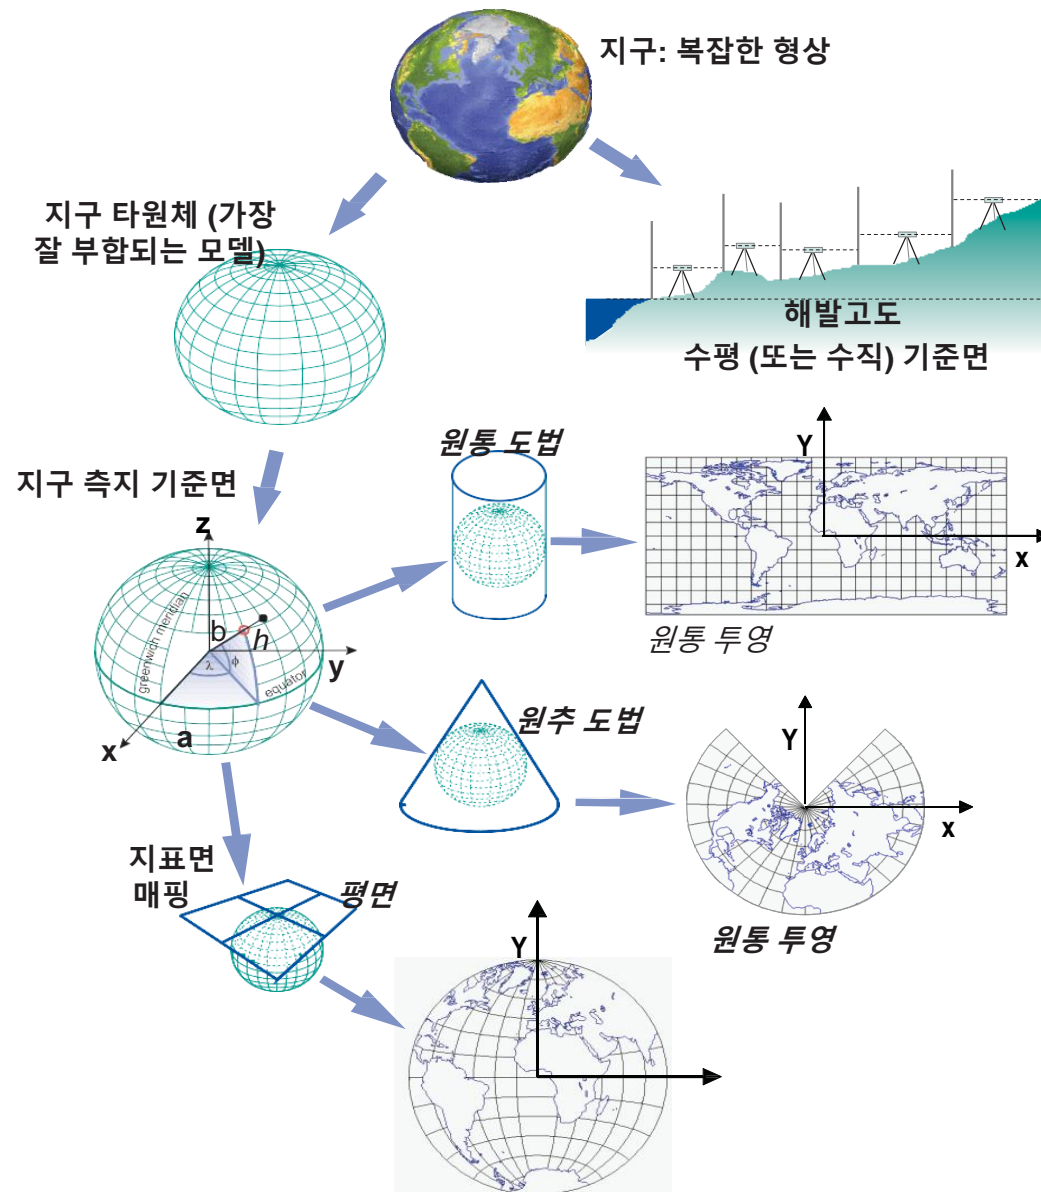 지구: 복잡한 형상
지구 타원체 (가장
잘 부합되는 모델)
해발고도
수평 (또는 수직) 기준면
지구 측지 기준면
z
greenwich meridian
b
h
λ
ϕ
y
equator
x
a
원통 도법
Y
x
원통 투영
원추 도법
Y
x
원통 투영
지표면
매핑
평면
Y